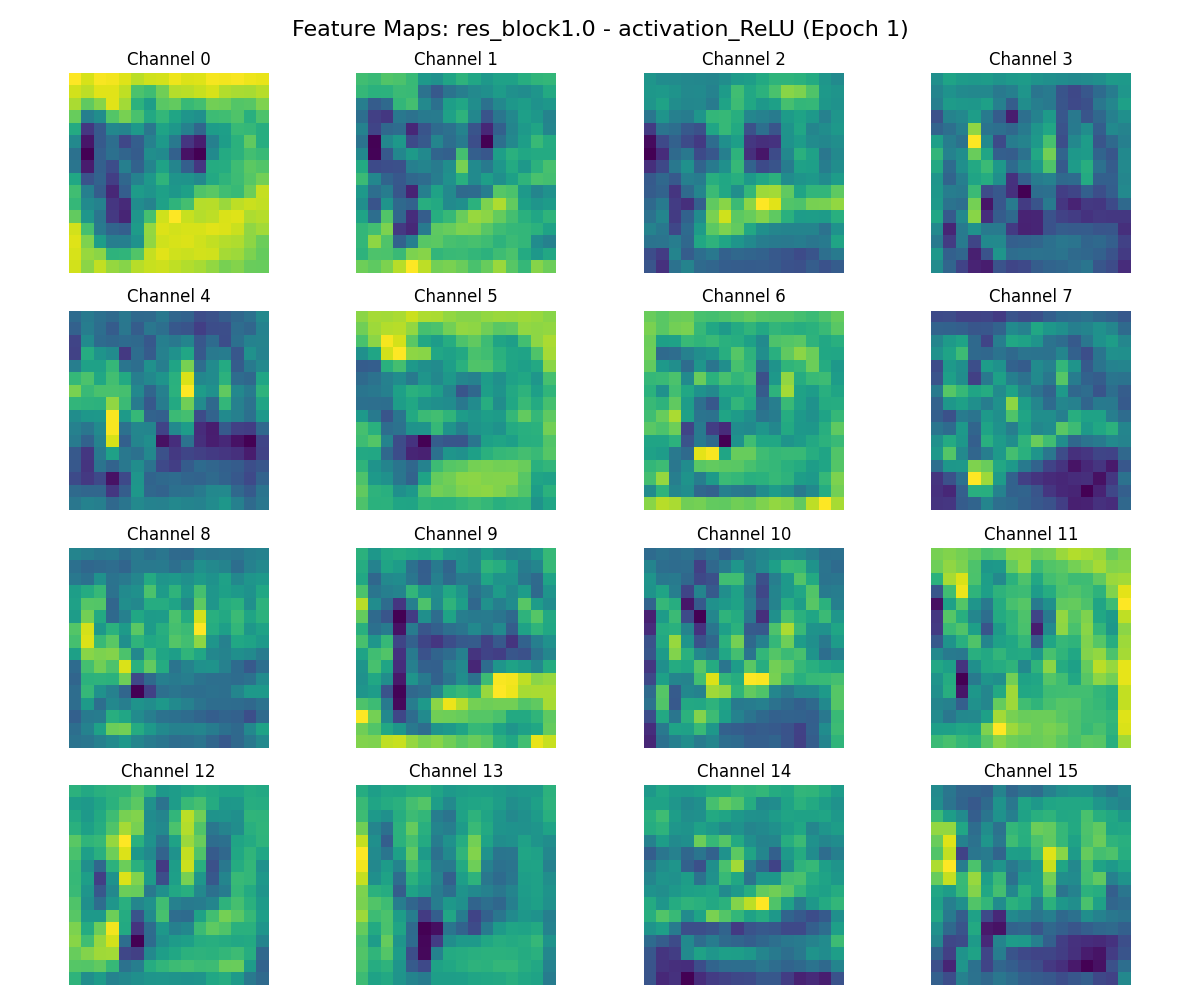 Feature Maps: res_block1.0 - activation_ReLU (Epoch 1)
Channel 0
Channel 1
Channel 2
Channel 3
Channel 4
Channel 5
Channel 6
Channel 7
Channel 8
Channel 9
Channel 10
Channel 11
Channel 12
Channel 13
Channel 14
Channel 15